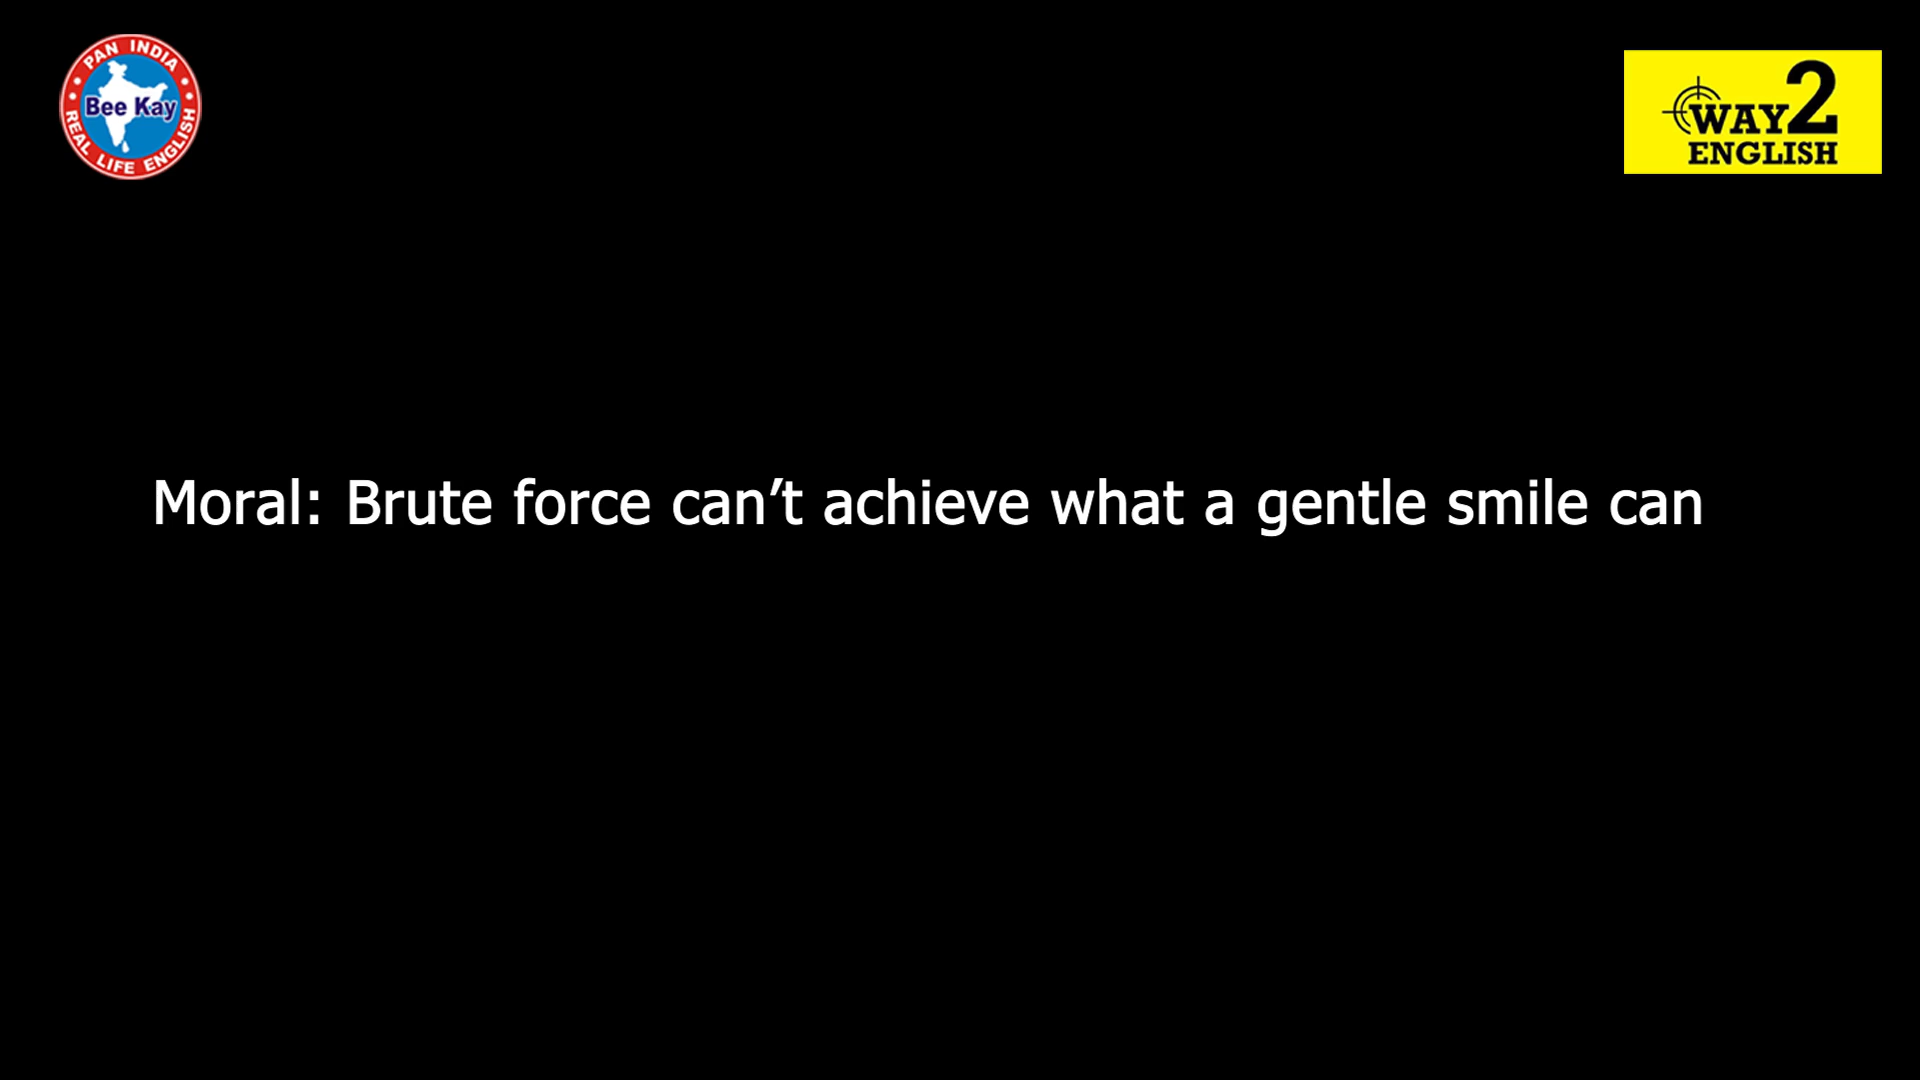 PAN INDIA
Bee Kay
REAL LIFE ENGLISH
WAY2
ENGLISH
Moral: Brute force can’t achieve what a gentle smile can